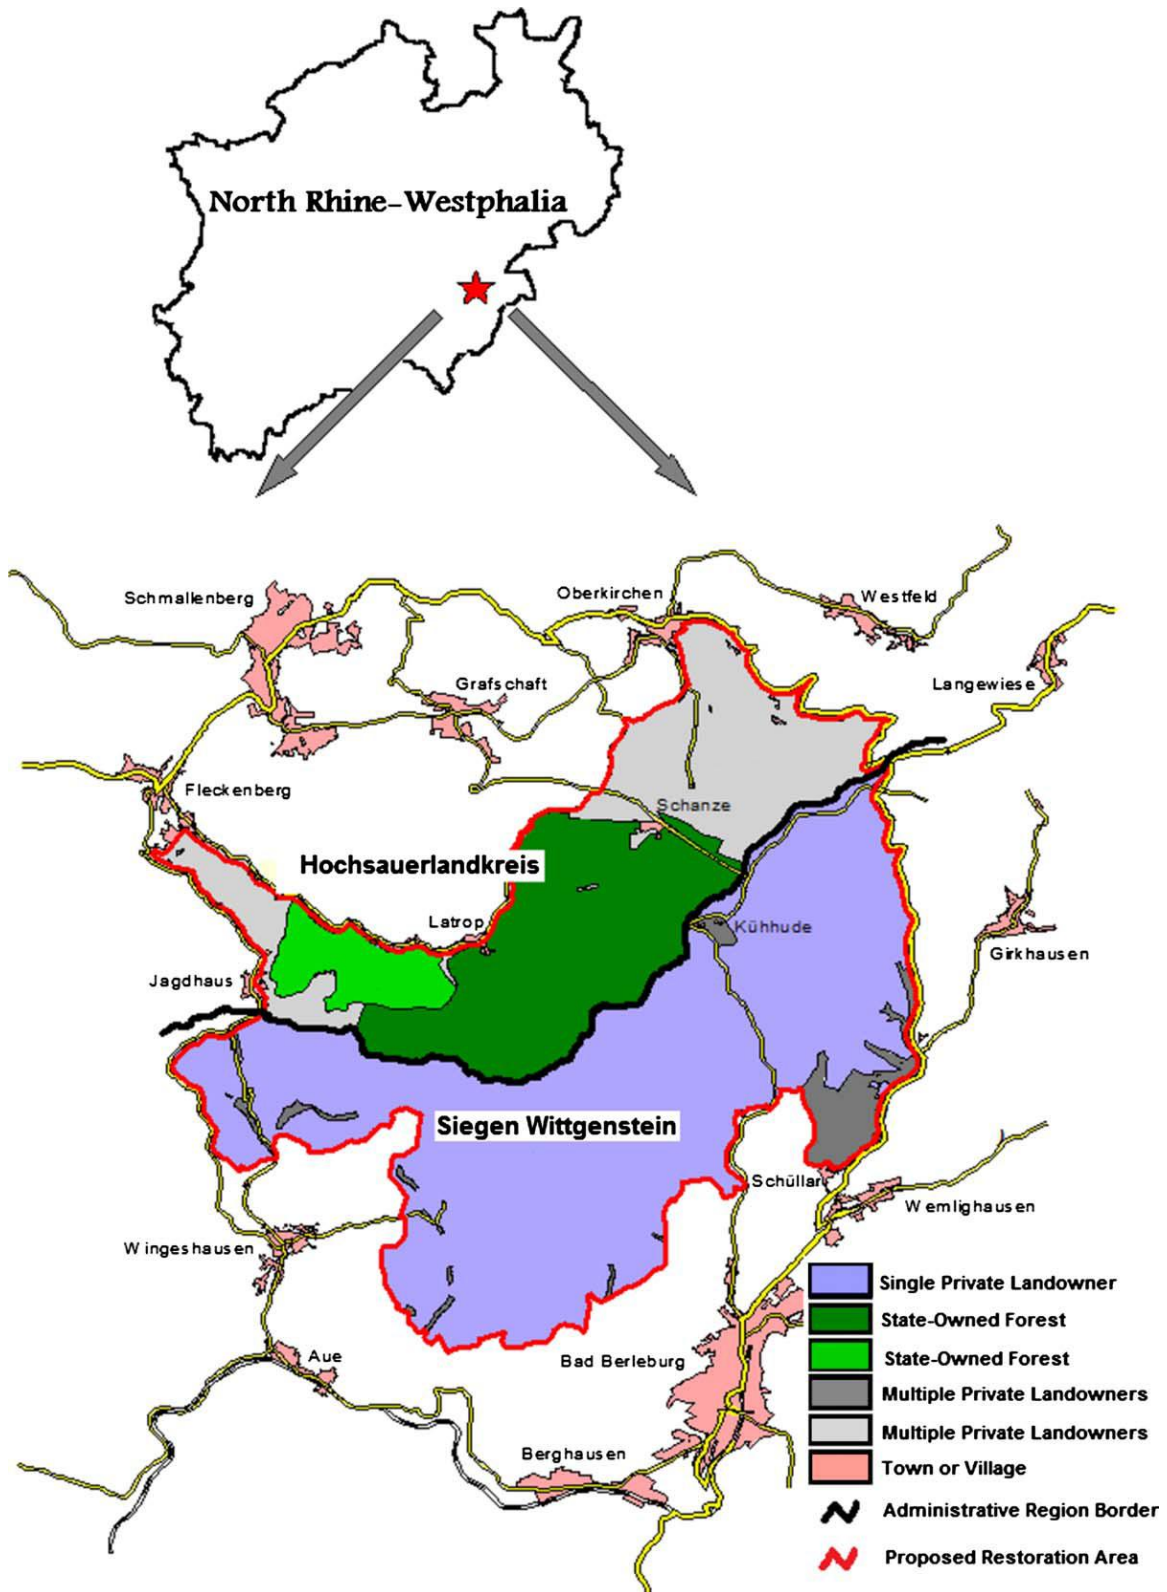 North Rhine-Westphalia
Schmallenberg
Oberkirchen
Westfeld
Grafschaft
Langewiese
Fleckenberg
Schanze
Hochsauerlandkreis
Latrop
Kühhude
Girkhausen
Jagdhaus
Siegen Wittgenstein
Schüllar
Wemlighausen
Wingeshausen
Aue
Bad Berleburg
Berghausen
Single Private Landowner
State-Owned Forest
State-Owned Forest
Multiple Private Landowners
Multiple Private Landowners
Town or Village
Administrative Region Border
Proposed Restoration Area